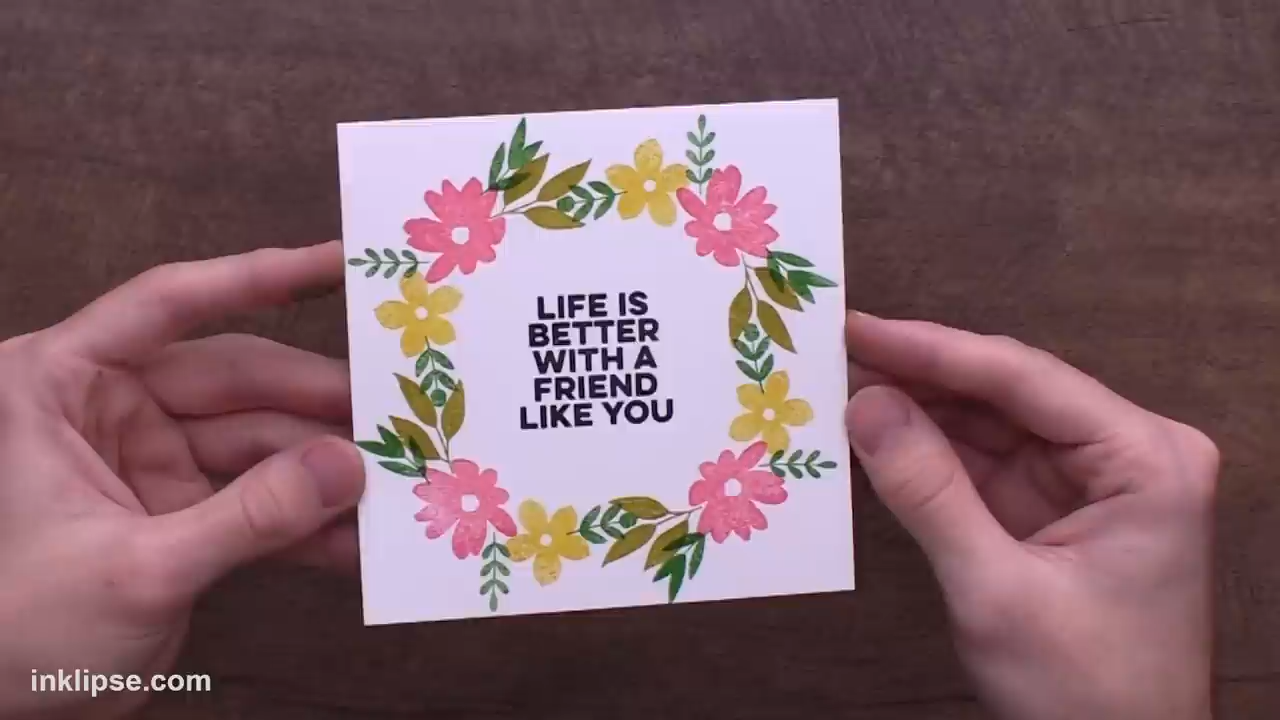 LIFE IS
BETTER
WITH A
FRIEND
LIKE YOU
inklipse.com